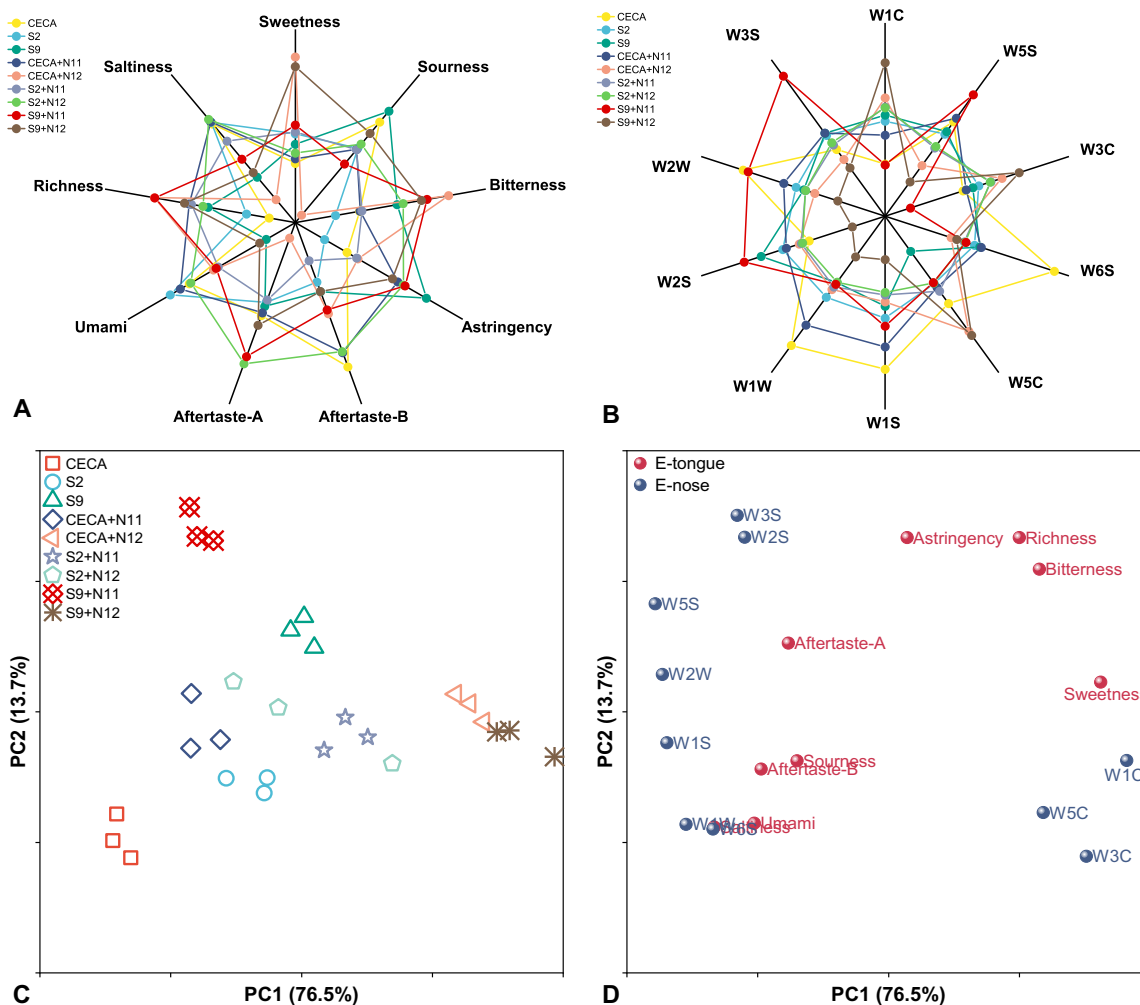 CECA
S2
S9
CECA+N11
CECA+N12
S2+N11
S2+N12
S9+N11
S9+N12
Sweetness
Sourness
Bitterness
Astringency
Aftertaste-B
Aftertaste-A
Umami
Richness
Saltiness
A
CECA
S2
S9
CECA+N11
CECA+N12
S2+N11
S2+N12
S9+N11
S9+N12
W1C
W5S
W3C
W6S
W5C
W1S
W1W
W2S
W2W
W3S
B
CECA
S2
S9
CECA+N11
CECA+N12
S2+N11
S2+N12
S9+N11
S9+N12
PC2 (13.7%)
PC1 (76.5%)
C
E-tongue
E-nose
W3S
W2S
Astringency
Richness
Bitterness
W5S
Aftertaste-A
W2W
Sweetnes
W1S
Sourness
Aftertaste-B
W1C
W5C
W1W
Saltiness
W6S
Umami
W3C
PC2 (13.7%)
PC1 (76.5%)
D